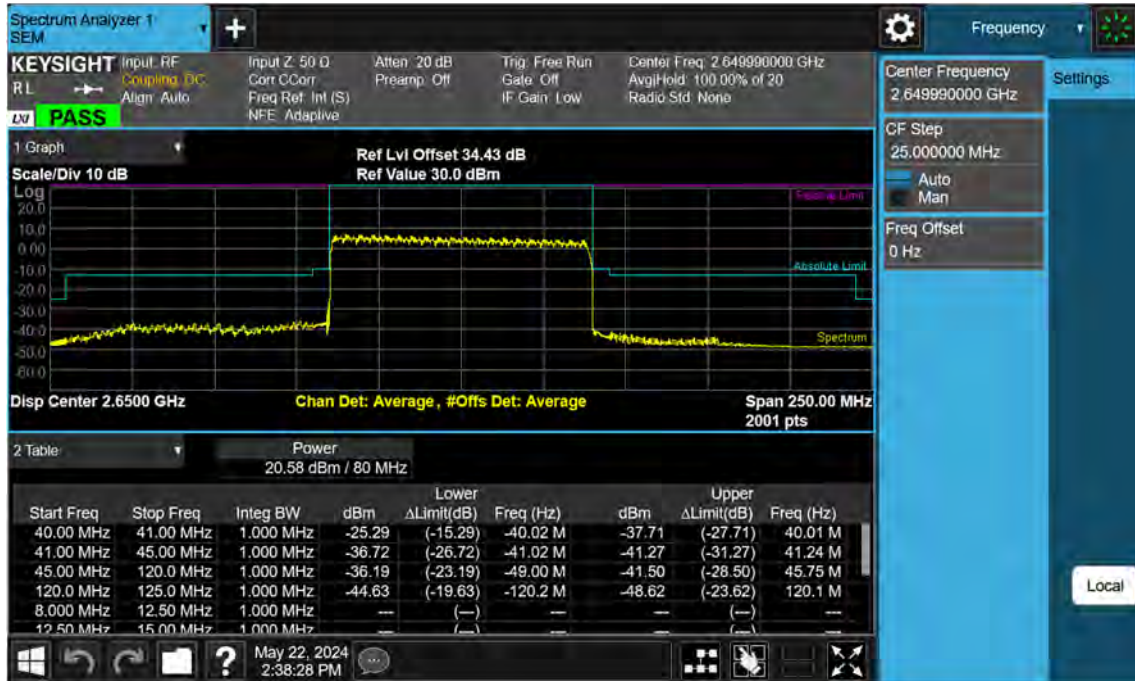 Spectrum Analyzer 1
SEM
+
Frequency
KEYSIGHT
RL
LXI
PASS
Input: RF
Coupling: DC
Align: Auto
Input Z: 50 Ω
Corr CCorr
Freq Ref: Int (S)
NFE: Adaptive
Atten: 20 dB
Preamp: Off
Trig: Free Run
Gate: Off
IF Gain: Low
Center Freq: 2.649990000 GHz
Avg|Hold: 100.00% of 20
Radio Std: None
Center Frequency
2.649990000 GHz
Settings
CF Step
25.000000 MHz
Auto
Man
Freq Offset
0 Hz
1 Graph
Scale/Div 10 dB
Ref Lvl Offset 34.43 dB
Ref Value 30.0 dBm
Log
20.0
10.0
0.00
-10.0
-20.0
-30.0
-40.0
-50.0
-60.0
Absolute Limit
Spectrum
Disp Center 2.6500 GHz
Chan Det: Average, #Offs Det: Average
Span 250.00 MHz
2001 pts
2 Table
Power
20.58 dBm / 80 MHz
Lower Upper
Start Freq Stop Freq Integ BW dBm ΔLimit(dB) Freq (Hz) dBm ΔLimit(dB) Freq (Hz)
40.00 MHz 41.00 MHz 1.000 MHz -25.29 (-15.29) -40.02 M -37.71 (-27.71) 40.01 M
41.00 MHz 45.00 MHz 1.000 MHz -36.72 (-26.72) -41.02 M -41.27 (-31.27) 41.24 M
45.00 MHz 120.0 MHz 1.000 MHz -36.19 (-23.19) -49.00 M -41.50 (-28.50) 45.75 M
120.0 MHz 125.0 MHz 1.000 MHz -44.63 (-19.63) -120.2 M -48.62 (-23.62) 120.1 M
8.000 MHz 12.50 MHz 1.000 MHz --- (---) --- --- (---) ---
12.50 MHz 15.00 MHz 1.000 MHz --- (---) --- --- (---) ---
Local
?
May 22, 2024
2:38:28 PM